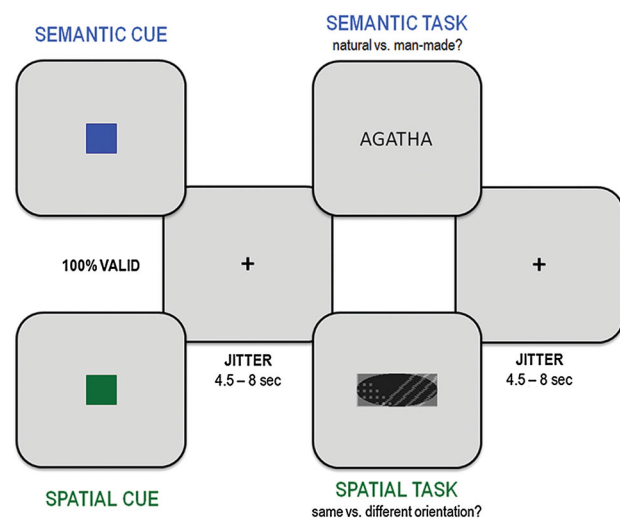 SEMANTIC CUE
SEMANTIC TASK
natural vs. man-made?
AGATHA
100% VALID
+
+
JITTER
4.5 – 8 sec
JITTER
4.5 – 8 sec
SPATIAL CUE
SPATIAL TASK
same vs. different orientation?